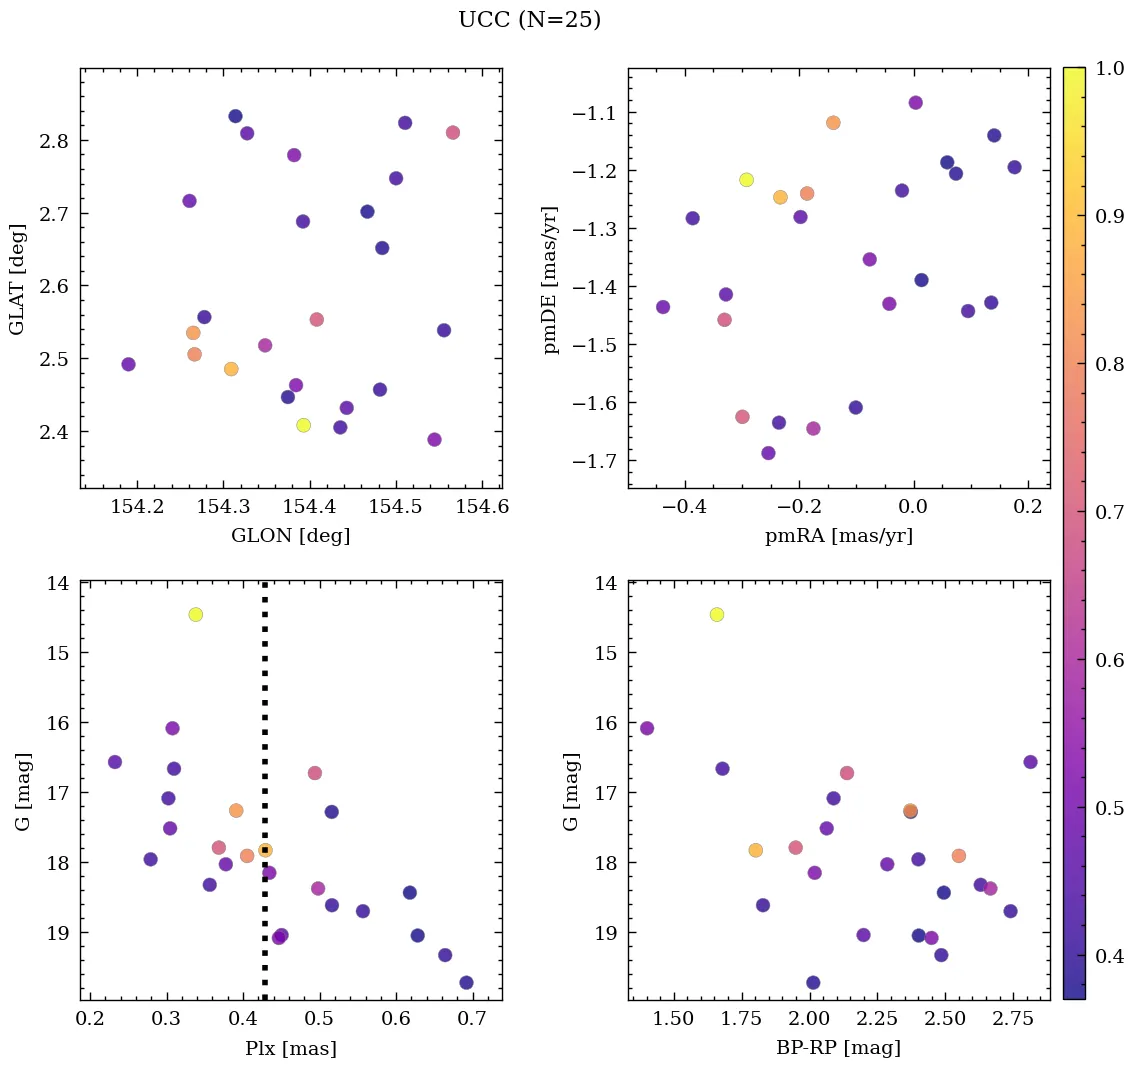 UCC (N=25)
2.8
2.7
2.6
2.5
2.4
GLAT [deg]
154.2 154.3 154.4 154.5 154.6
GLON [deg]
−1.1
−1.2
−1.3
−1.4
−1.5
−1.6
−1.7
pmDE [mas/yr]
−0.4 −0.2 0.0 0.2
pmRA [mas/yr]
14
15
16
17
18
19
G [mag]
0.2 0.3 0.4 0.5 0.6 0.7
Plx [mas]
14
15
16
17
18
19
G [mag]
1.50 1.75 2.00 2.25 2.50 2.75
BP-RP [mag]
1.0
0.9
0.8
0.7
0.6
0.5
0.4